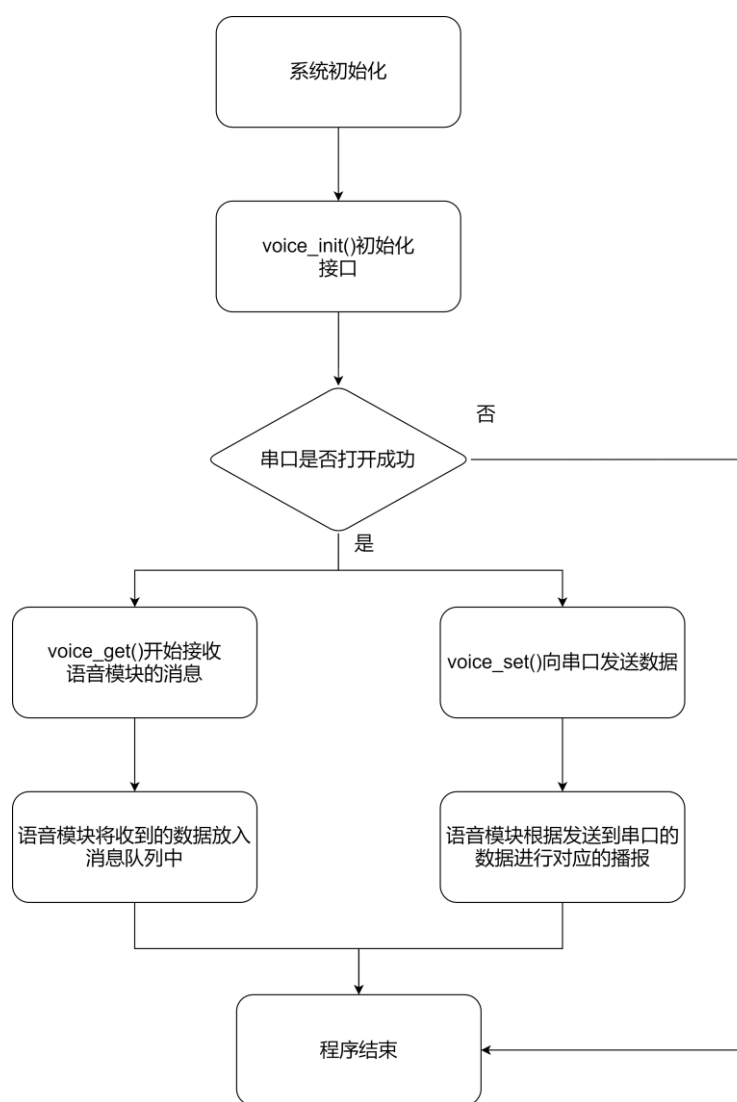 系统初始化
voice_init()初始化
接口
串口是否打开成功
否
是
voice_get()开始接收
语音模块的消息
voice_set()向串口发送数据
语音模块将收到的数据放入
消息队列中
语音模块根据发送到串口的
数据进行对应的播报
程序结束